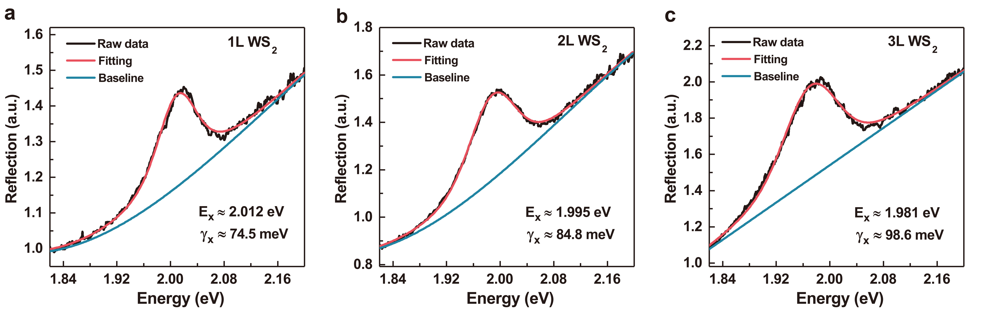 a
1.6
1.5
1.4
1.3
1.2
1.1
1.0
Reflection (a.u.)
Raw data
Fitting
Baseline
1L WS₂
Eₓ ≈ 2.012 eV
γₓ ≈ 74.5 meV
1.84 1.92 2.00 2.08 2.16
Energy (eV)
b
1.8
1.6
1.4
1.2
1.0
0.8
Reflection (a.u.)
Raw data
Fitting
Baseline
2L WS₂
Eₓ ≈ 1.995 eV
γₓ ≈ 84.8 meV
1.84 1.92 2.00 2.08 2.16
Energy (eV)
c
2.2
2.0
1.8
1.6
1.4
1.2
1.0
Reflection (a.u.)
Raw data
Fitting
Baseline
3L WS₂
Eₓ ≈ 1.981 eV
γₓ ≈ 98.6 meV
1.84 1.92 2.00 2.08 2.16
Energy (eV)